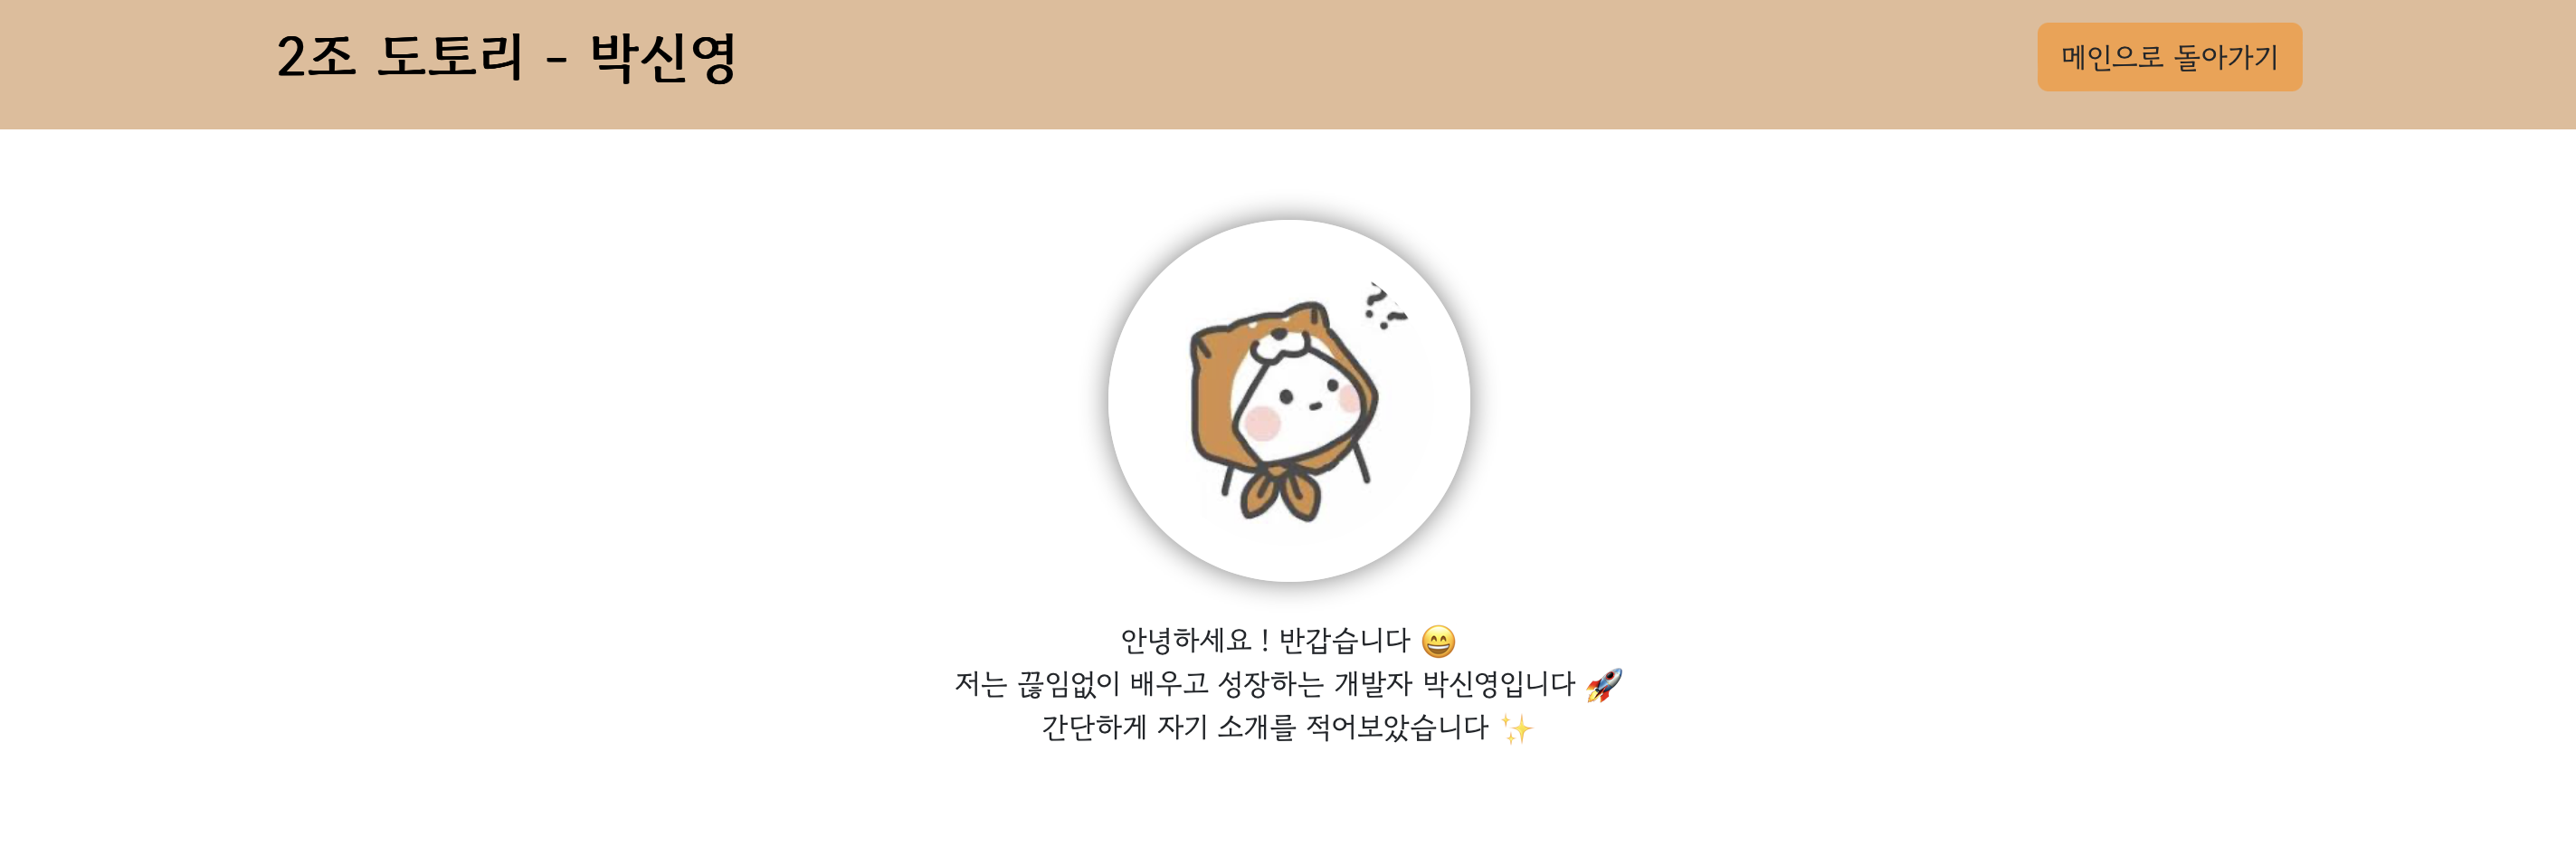 2조 도토리 - 박신영
메인으로 돌아가기
??
안녕하세요 ! 반갑습니다 😄
저는 끊임없이 배우고 성장하는 개발자 박신영입니다 🚀
간단하게 자기 소개를 적어보았습니다 ✨